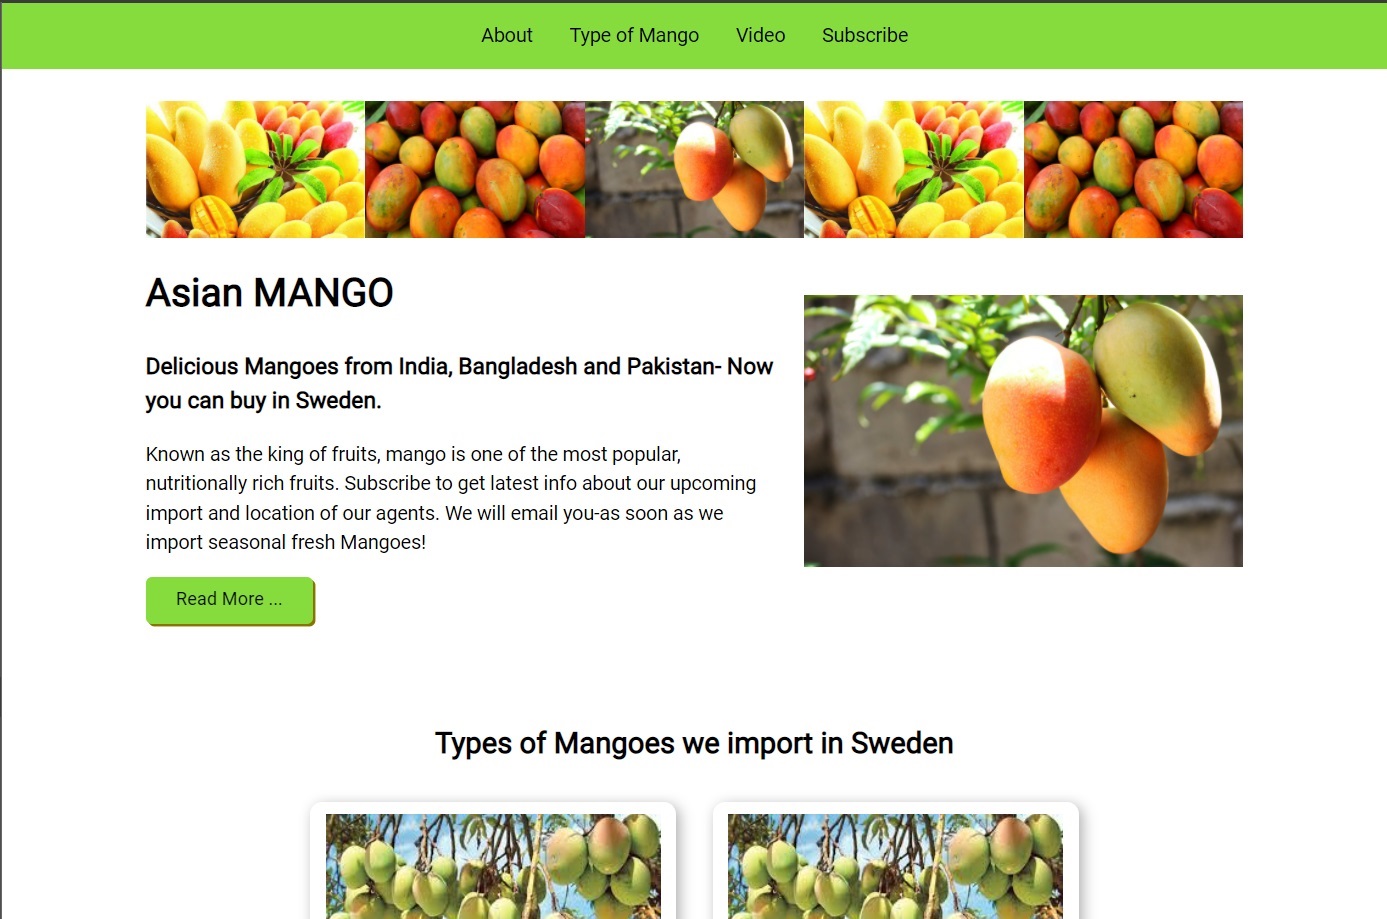 About Type of Mango Video Subscribe
Asian MANGO
Delicious Mangoes from India, Bangladesh and Pakistan- Now
you can buy in Sweden.
Known as the king of fruits, mango is one of the most popular,
nutritionally rich fruits. Subscribe to get latest info about our upcoming
import and location of our agents. We will email you-as soon as we
import seasonal fresh Mangoes!
Read More ...
Types of Mangoes we import in Sweden